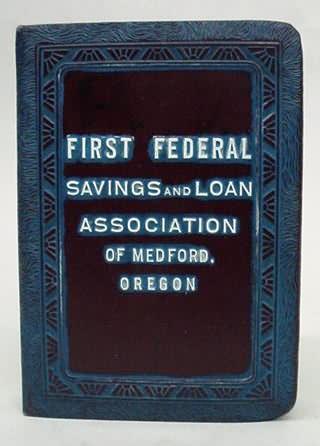 FIRST FEDERAL
SAVINGS AND LOAN
ASSOCIATION
OF MEDFORD.
OREGON